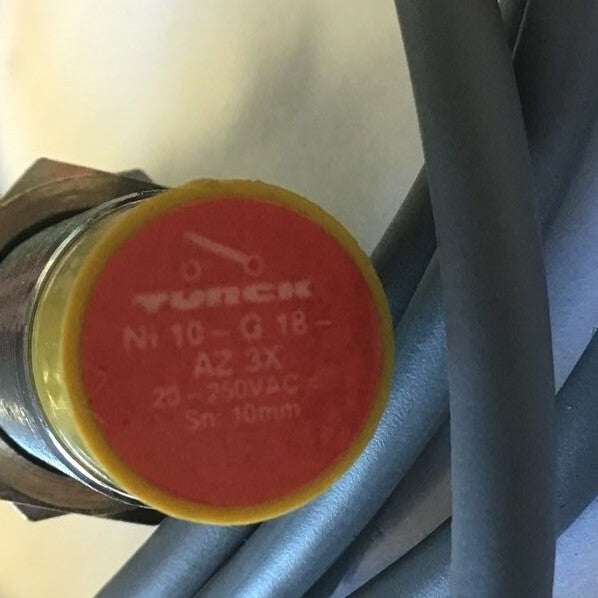 TURCK
Ni 10 - G 18 -
AZ 3X
20 - 250VAC
Sn: 10mm